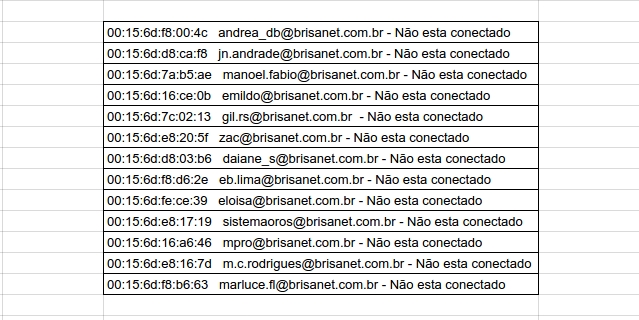 00:15:6d:f8:00:4c andrea_db@brisanet.com.br - Não esta conectado
00:15:6d:d8:ca:f8 jn.andrade@brisanet.com.br - Não esta conectado
00:15:6d:7a:b5:ae manoel.fabio@brisanet.com.br - Não esta conectado
00:15:6d:16:ce:0b emildo@brisanet.com.br - Não esta conectado
00:15:6d:7c:02:13 gil.rs@brisanet.com.br - Não esta conectado
00:15:6d:e8:20:5f zac@brisanet.com.br - Não esta conectado
00:15:6d:d8:03:b6 daiane_s@brisanet.com.br - Não esta conectado
00:15:6d:f8:d6:2e eb.lima@brisanet.com.br - Não esta conectado
00:15:6d:fe:ce:39 eloisa@brisanet.com.br - Não esta conectado
00:15:6d:e8:17:19 sistemaoros@brisanet.com.br - Não esta conectado
00:15:6d:16:a6:46 mpro@brisanet.com.br - Não esta conectado
00:15:6d:e8:16:7d m.c.rodrigues@brisanet.com.br - Não esta conectado
00:15:6d:f8:b6:63 marluce.fl@brisanet.com.br - Não esta conectado